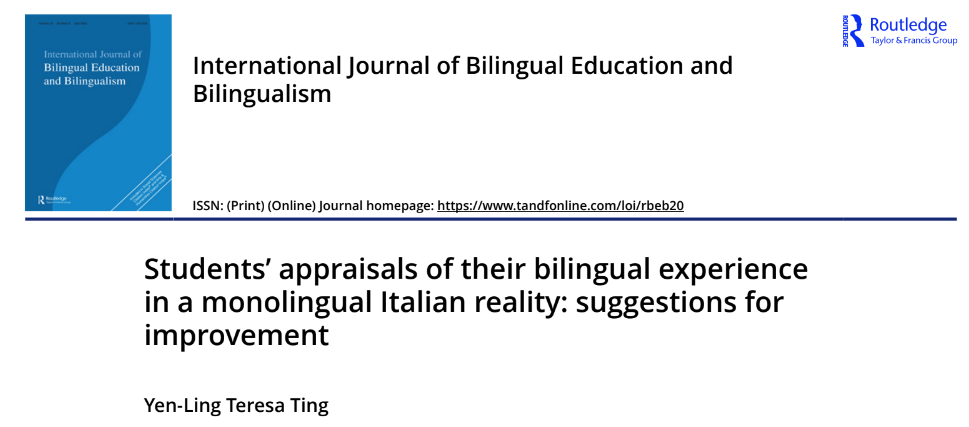 International Journal of
Bilingual Education
and Bilingualism
Routledge
ROUTLEDGE
Routledge
Taylor & Francis Group
International Journal of Bilingual Education and
Bilingualism
ISSN: (Print) (Online) Journal homepage: https://www.tandfonline.com/loi/rbeb20
Students’ appraisals of their bilingual experience
in a monolingual Italian reality: suggestions for
improvement
Yen-Ling Teresa Ting